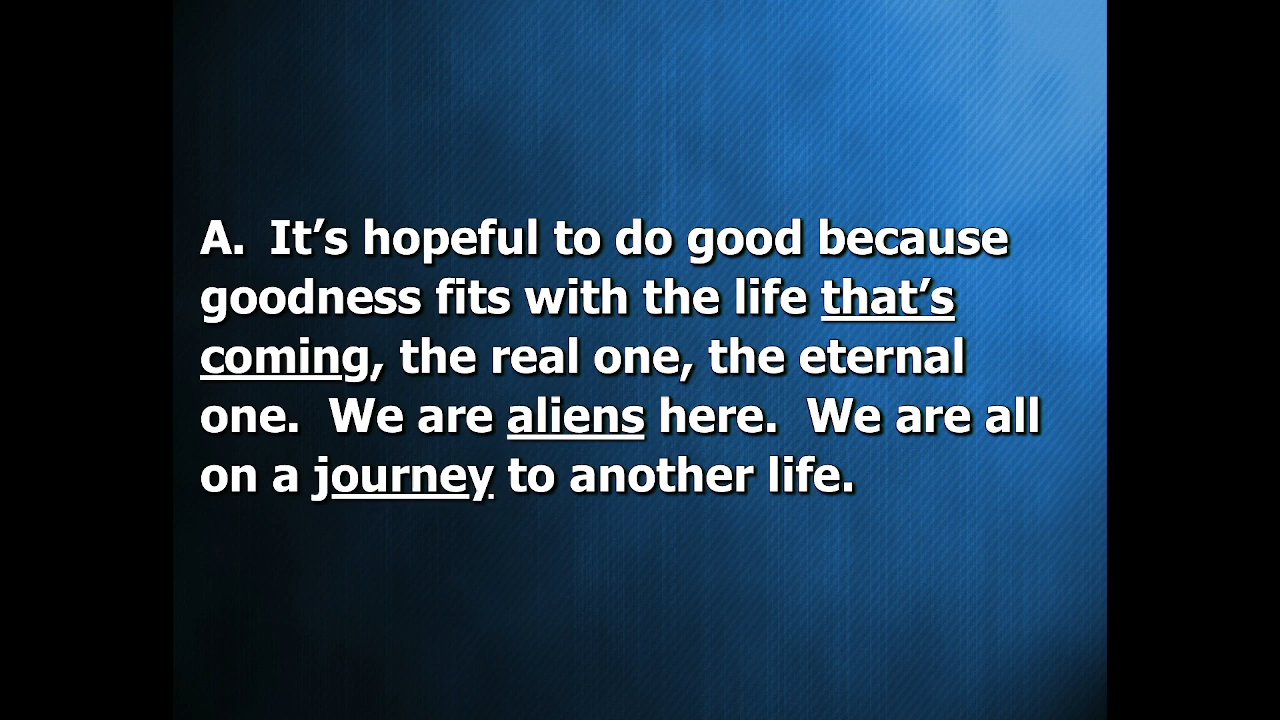 A.  It’s hopeful to do good because
goodness fits with the life that’s
coming, the real one, the eternal
one.  We are aliens here.  We are all
on a journey to another life.